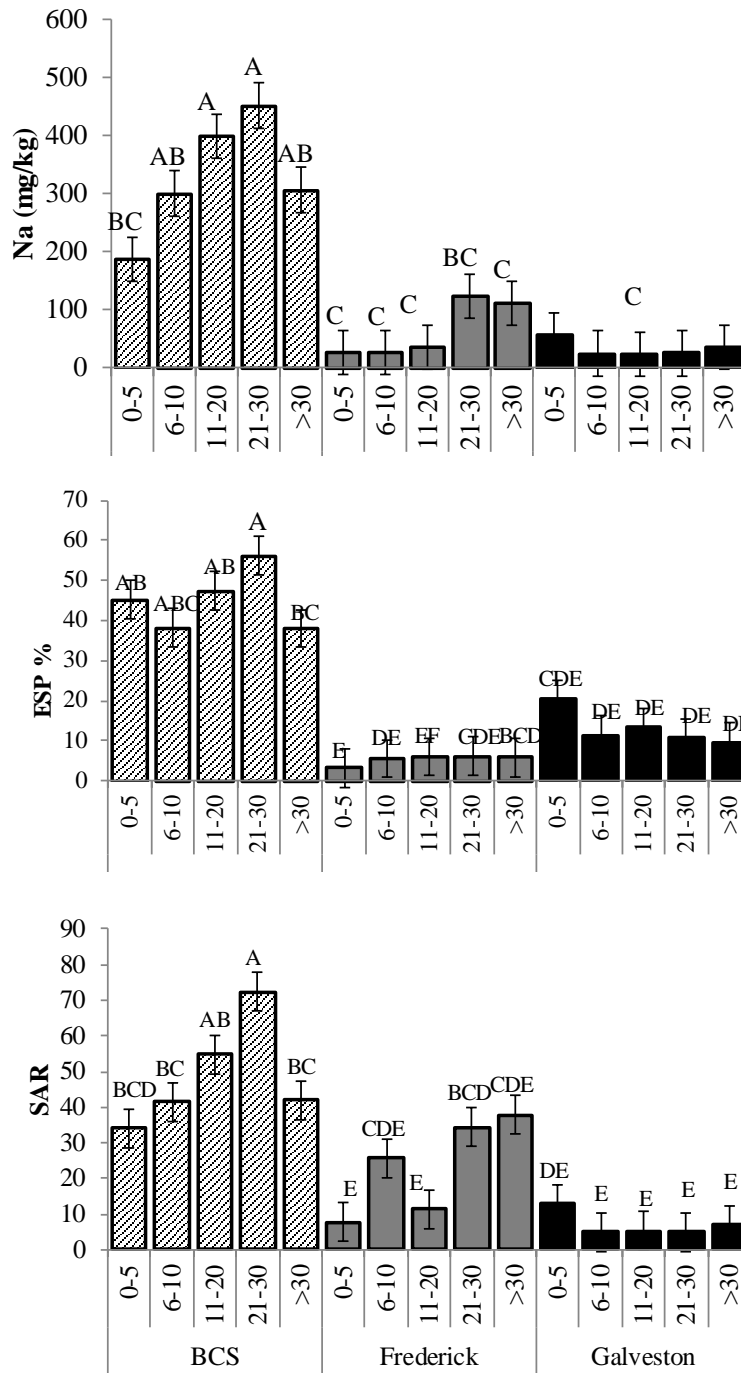 Na (mg/kg)
600
500
400
300
200
100
0
BC
AB
A
A
AB
C
C
C
BC
C
C
0-5
6-10
11-20
21-30
>30
0-5
6-10
11-20
21-30
>30
0-5
6-10
11-20
21-30
>30
ESP %
70
60
50
40
30
20
10
0
AB
ABC
AB
A
BC
E
DE
EF
CDE
BCD
CDE
DE
DE
DE
DE
0-5
6-10
11-20
21-30
>30
0-5
6-10
11-20
21-30
>30
0-5
6-10
11-20
21-30
>30
SAR
90
80
70
60
50
40
30
20
10
0
BCD
BC
AB
A
BC
E
CDE
E
BCD
CDE
DE
E
E
E
E
0-5
6-10
11-20
21-30
>30
0-5
6-10
11-20
21-30
>30
0-5
6-10
11-20
21-30
>30
BCS
Frederick
Galveston